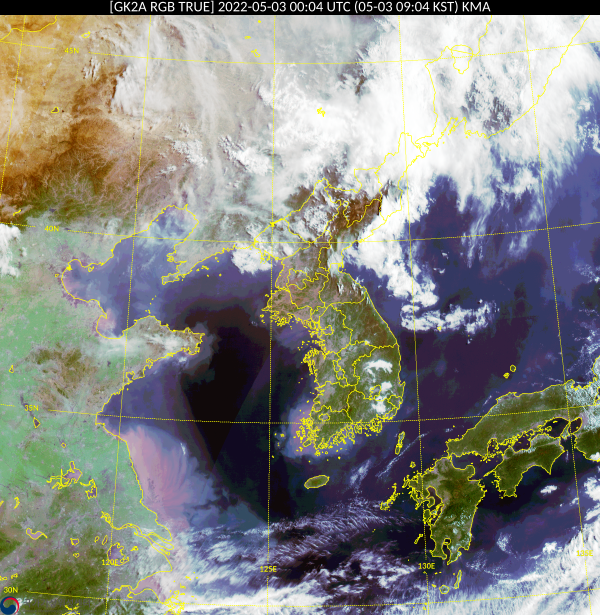 [GK2A RGB TRUE] 2022-05-03 00:04 UTC (05-03 09:04 KST) KMA
45N
40N
35N
120E
125E
130E
30N